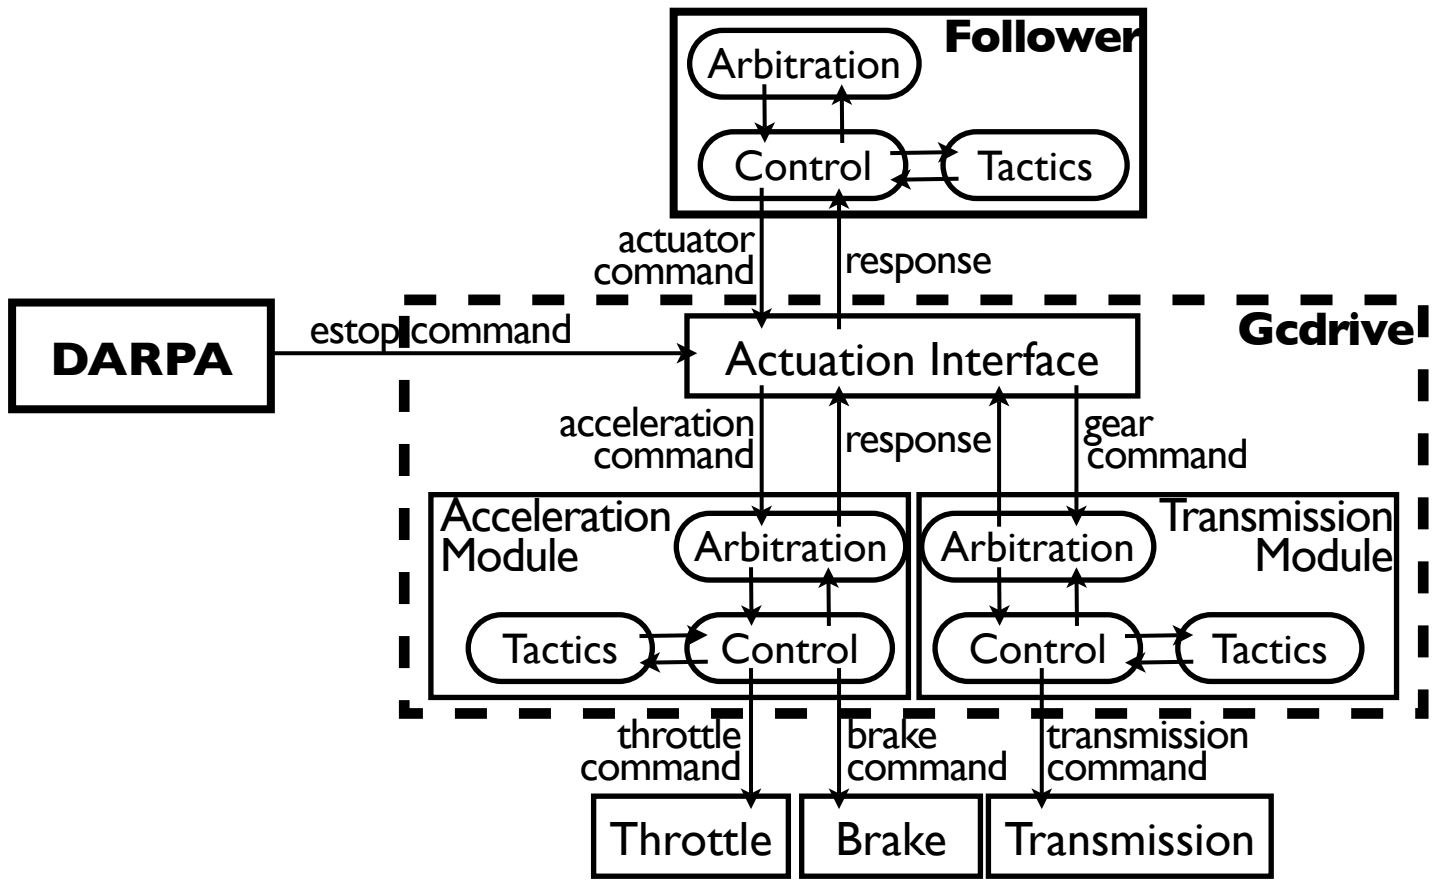 Follower
Arbitration
Control
Tactics
actuator
command
response
DARPA
estop command
Gcdrive
Actuation Interface
acceleration
command
response
gear
command
Acceleration
Module
Arbitration
Tactics
Control
Transmission
Module
Arbitration
Control
Tactics
throttle
command
brake
command
transmission
command
Throttle
Brake
Transmission